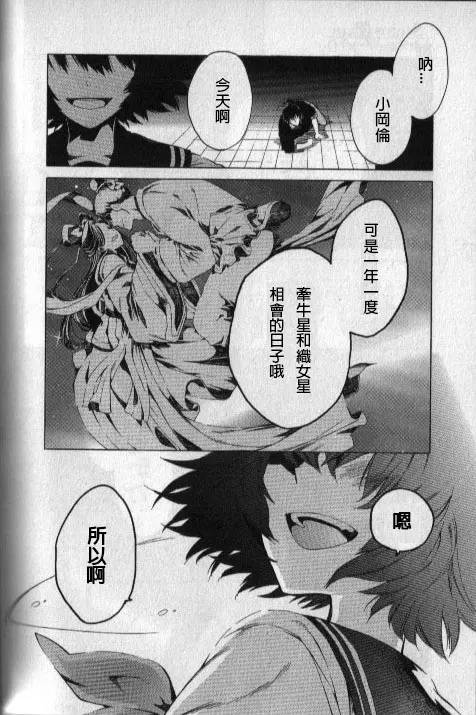 吶…
小岡倫
今天啊
可是一年一度
牽牛星和織女星
相會的日子哦
嗯
所以啊